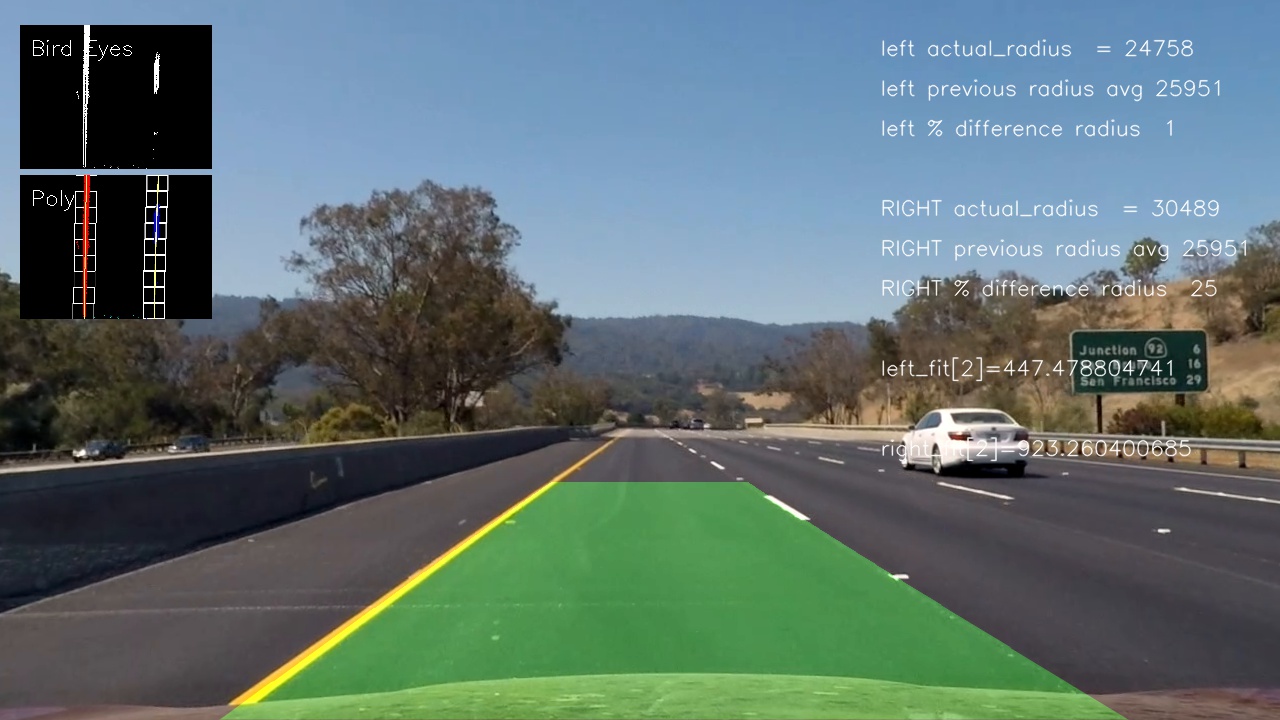 Bird Eyes
Poly
left actual_radius = 24758
left previous radius avg 25951
left % difference radius 1
RIGHT actual_radius = 30489
RIGHT previous radius avg 25951
RIGHT % difference radius 25
left_fit[2]=447.478804741
right_fit[2]=923.260400685
Junction 92 6
16
San Francisco 29